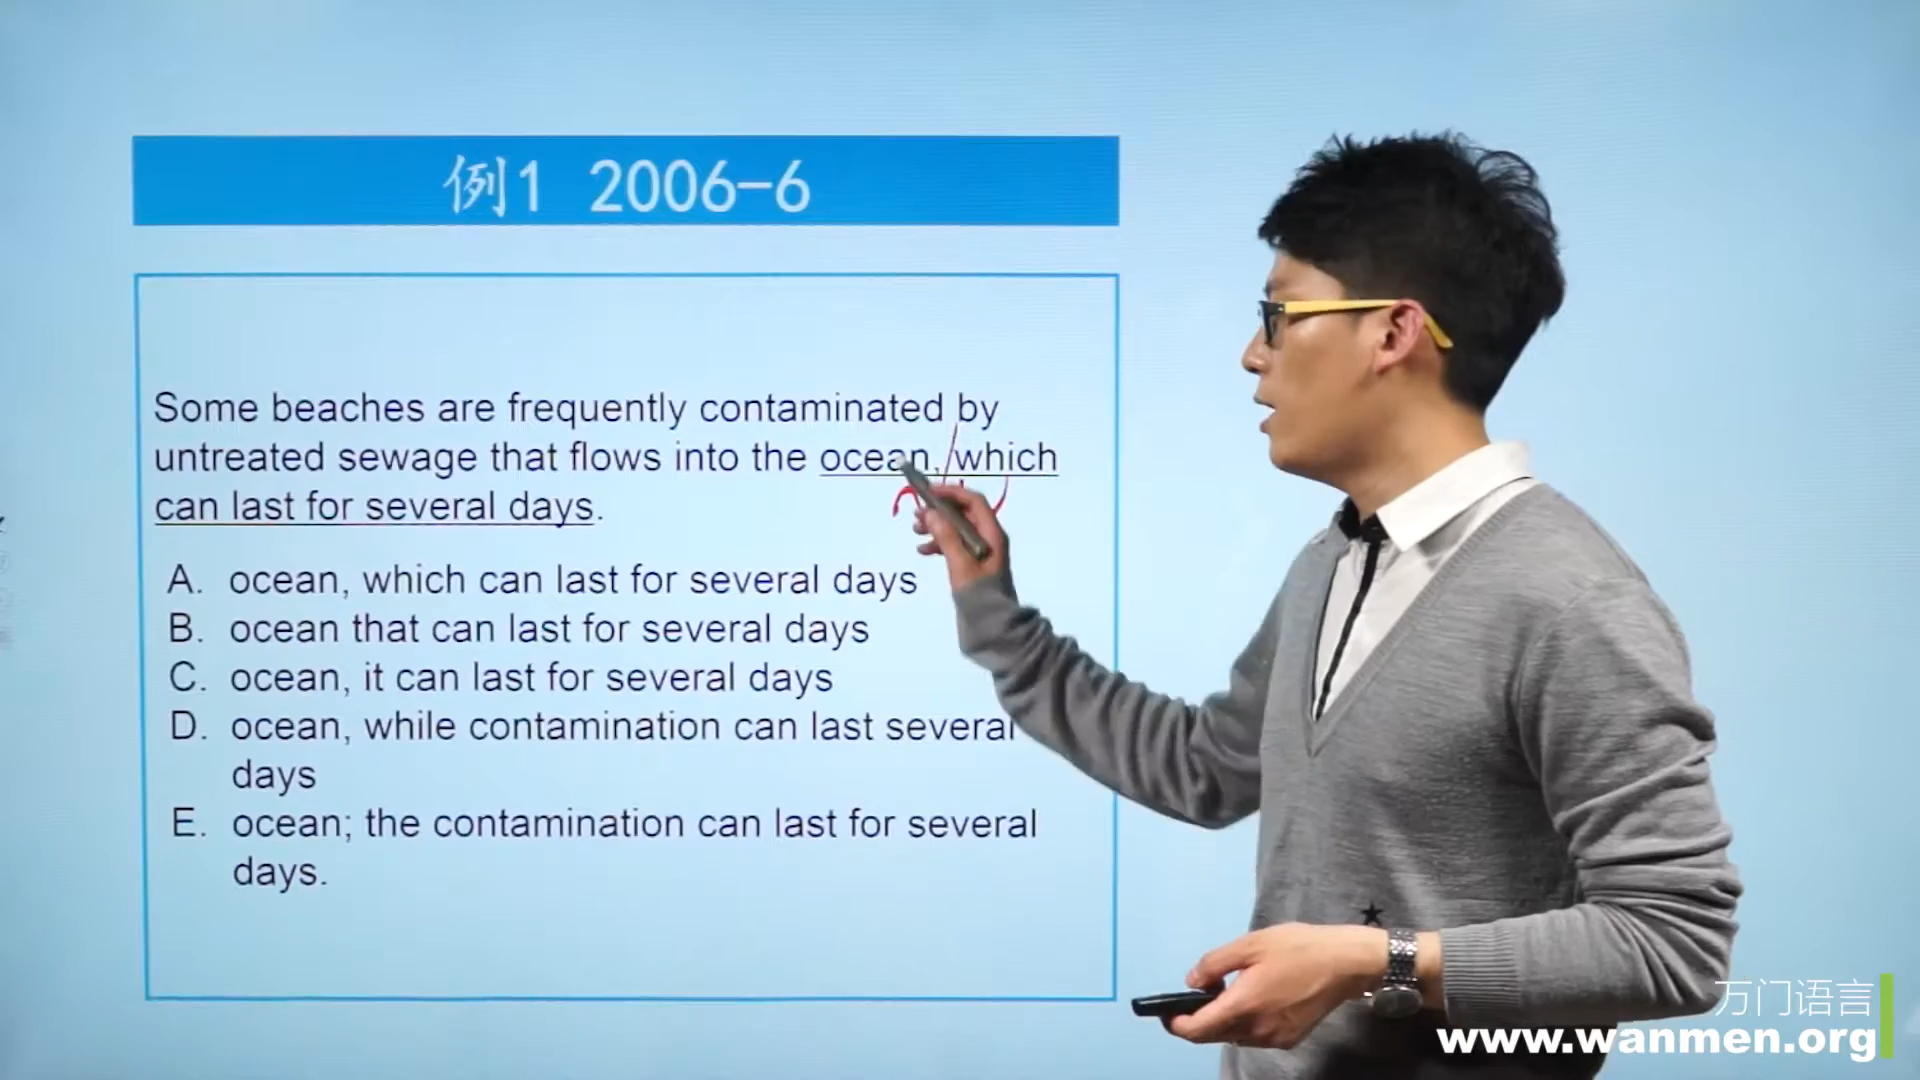 例1 2006-6
Some beaches are frequently contaminated by
untreated sewage that flows into the ocean, which
can last for several days.
A. ocean, which can last for several days
B. ocean that can last for several days
C. ocean, it can last for several days
D. ocean, while contamination can last several
days
E. ocean; the contamination can last for several
days.
万门语言
www.wanmen.org